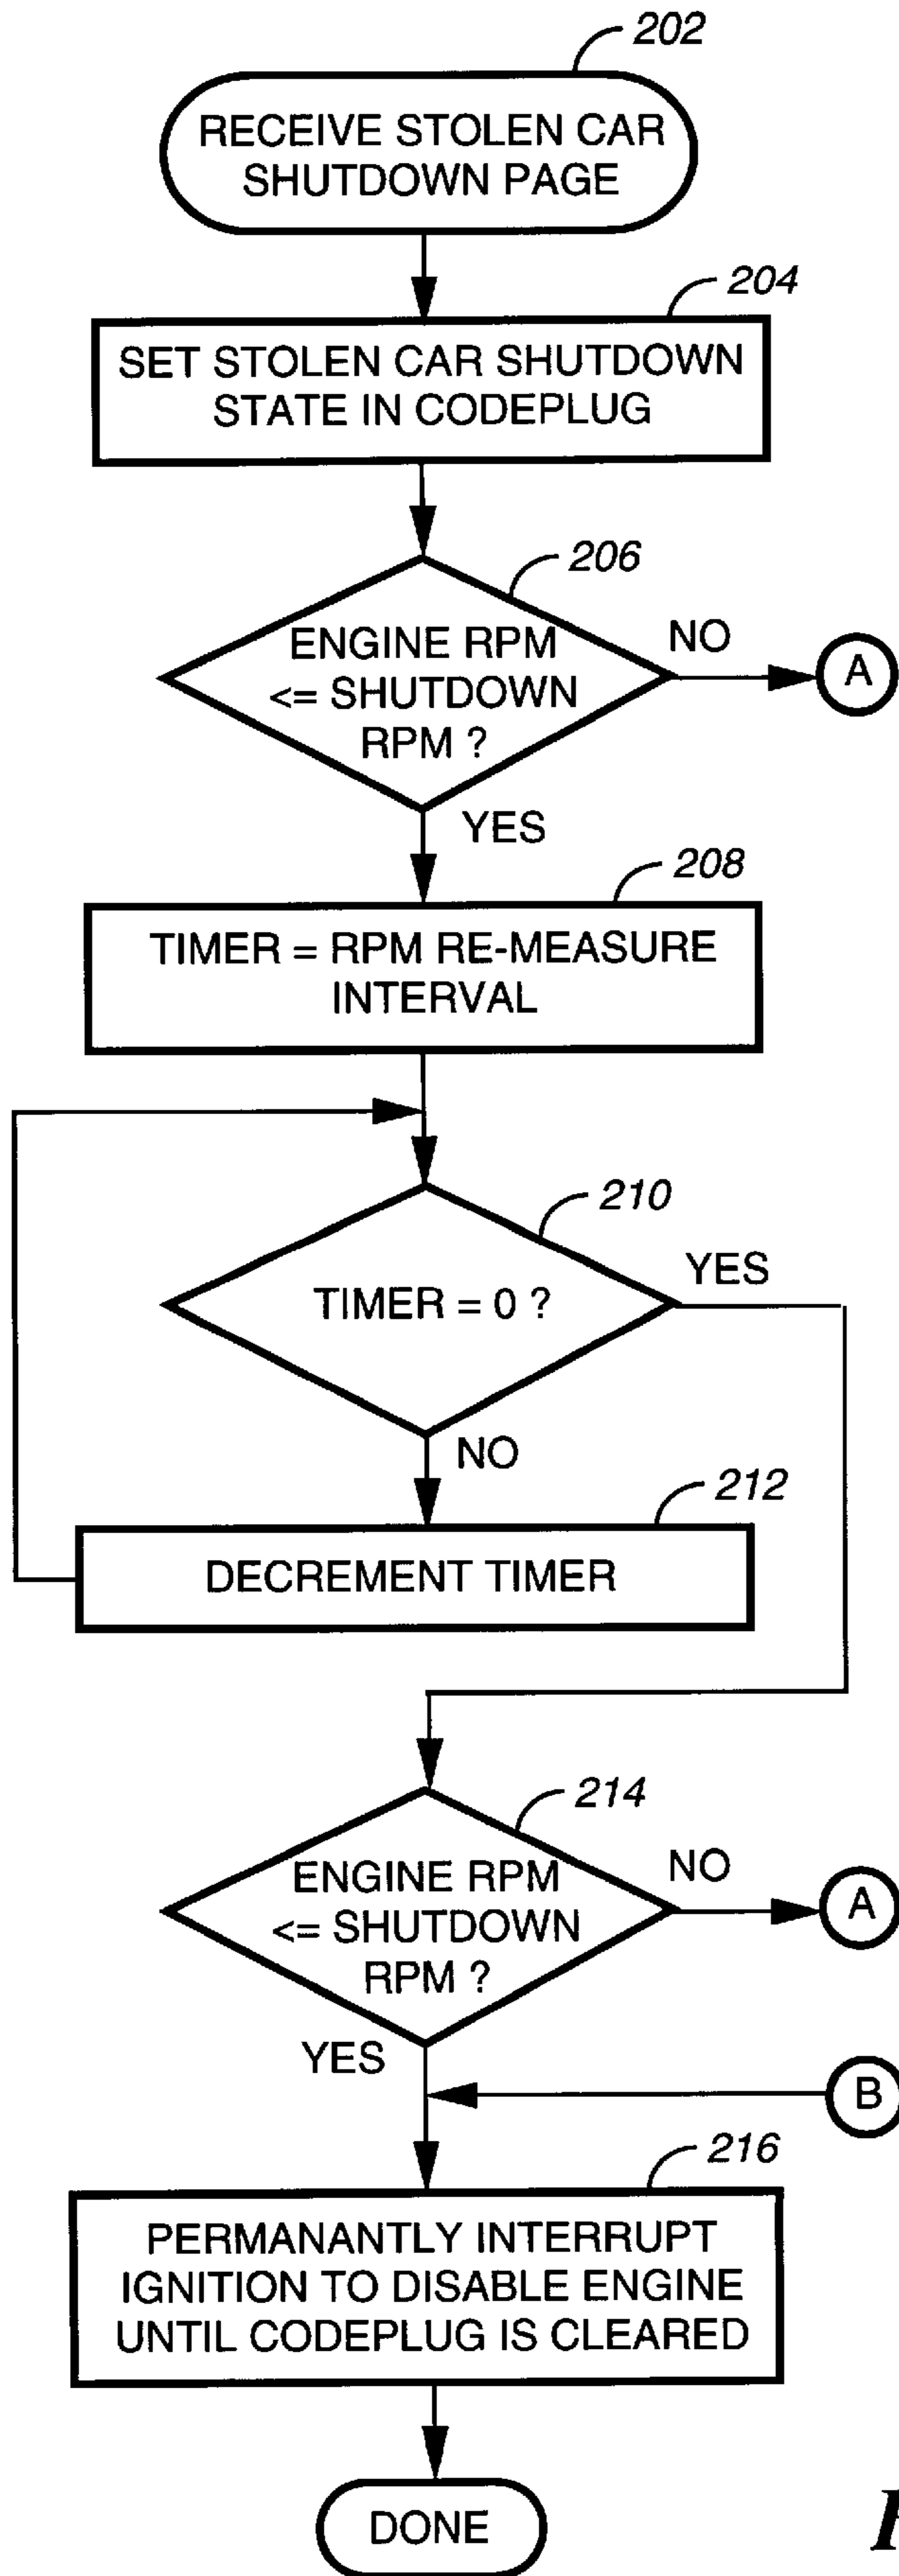 202
RECEIVE STOLEN CAR
SHUTDOWN PAGE
204
SET STOLEN CAR SHUTDOWN
STATE IN CODEPLUG
206
ENGINE RPM
<= SHUTDOWN
RPM ?
NO
A
YES
208
TIMER = RPM RE-MEASURE
INTERVAL
210
TIMER = 0 ?
YES
NO
212
DECREMENT TIMER
214
ENGINE RPM
<= SHUTDOWN
RPM ?
NO
A
YES
B
216
PERMANANTLY INTERRUPT
IGNITION TO DISABLE ENGINE
UNTIL CODEPLUG IS CLEARED
DONE